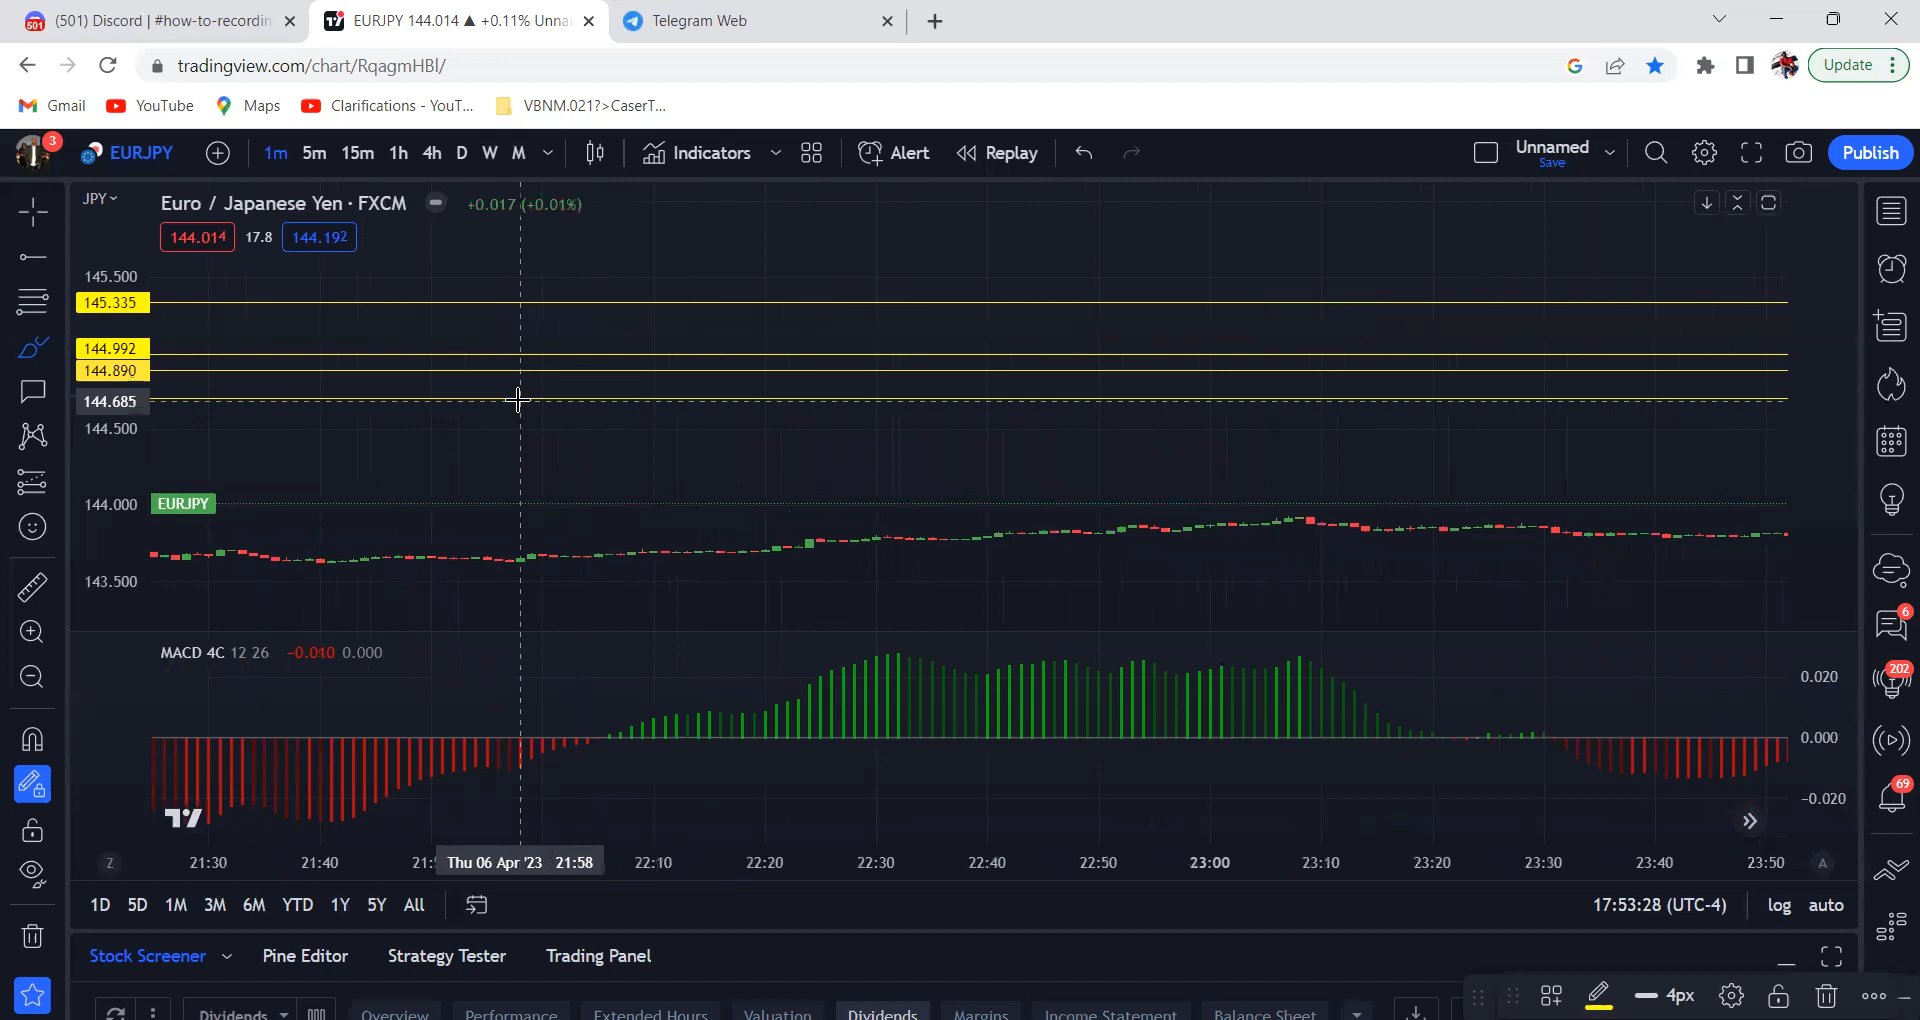 (501) Discord | #how-to-recordin
EURJPY 144.014 ▲ +0.11% Unna
Telegram Web
tradingview.com/chart/RqagmHBl/
Update
Gmail
YouTube
Maps
Clarifications - YouT...
VBNM.021?>CaserT...
3
EURJPY
1m 5m 15m 1h 4h D W M
Indicators
Alert
Replay
Unnamed
Save
Publish
JPY
Euro / Japanese Yen · FXCM
+0.017 (+0.01%)
144.014 17.8 144.192
145.500
145.335
144.992
144.890
144.685
144.500
144.000
EURJPY
143.500
MACD 4C 12 26 -0.010 0.000
0.020
0.000
-0.020
6
202
69
Z
21:30 21:40 Thu 06 Apr '23 21:58 22:10 22:20 22:30 22:40 22:50 23:00 23:10 23:20 23:30 23:40 23:50
A
1D 5D 1M 3M 6M YTD 1Y 5Y All
17:53:28 (UTC-4)
log auto
Stock Screener
Pine Editor
Strategy Tester
Trading Panel
4px
Dividends
Overview
Performance
Extended Hours
Valuation
Dividends
Margins
Income Statement
Balance Sheet